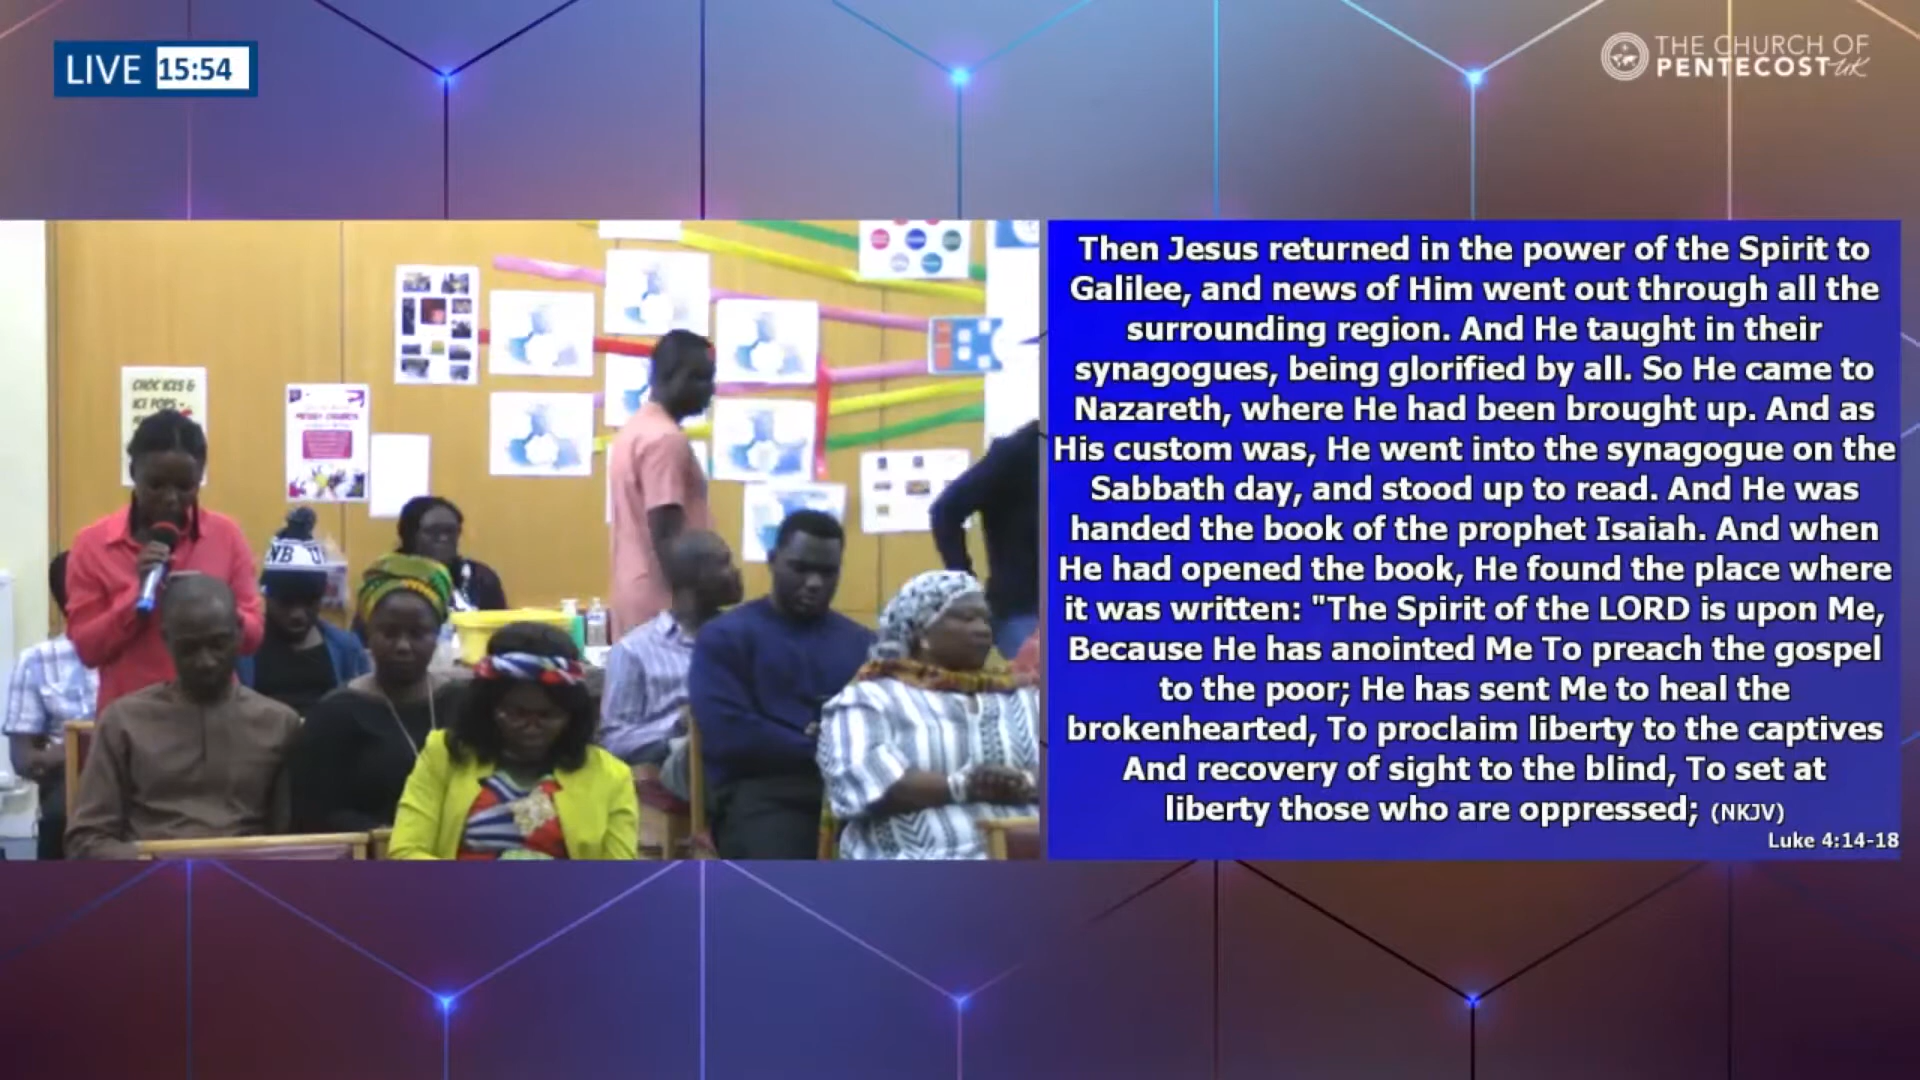 LIVE 15:54
THE CHURCH OF
PENTECOST UK
CHOC ICES &
ICE POPS -
MESSY CHURCH
NB U
Then Jesus returned in the power of the Spirit to
Galilee, and news of Him went out through all the
surrounding region. And He taught in their
synagogues, being glorified by all. So He came to
Nazareth, where He had been brought up. And as
His custom was, He went into the synagogue on the
Sabbath day, and stood up to read. And He was
handed the book of the prophet Isaiah. And when
He had opened the book, He found the place where
it was written: "The Spirit of the LORD is upon Me,
Because He has anointed Me To preach the gospel
to the poor; He has sent Me to heal the
brokenhearted, To proclaim liberty to the captives
And recovery of sight to the blind, To set at
liberty those who are oppressed; (NKJV)
Luke 4:14-18